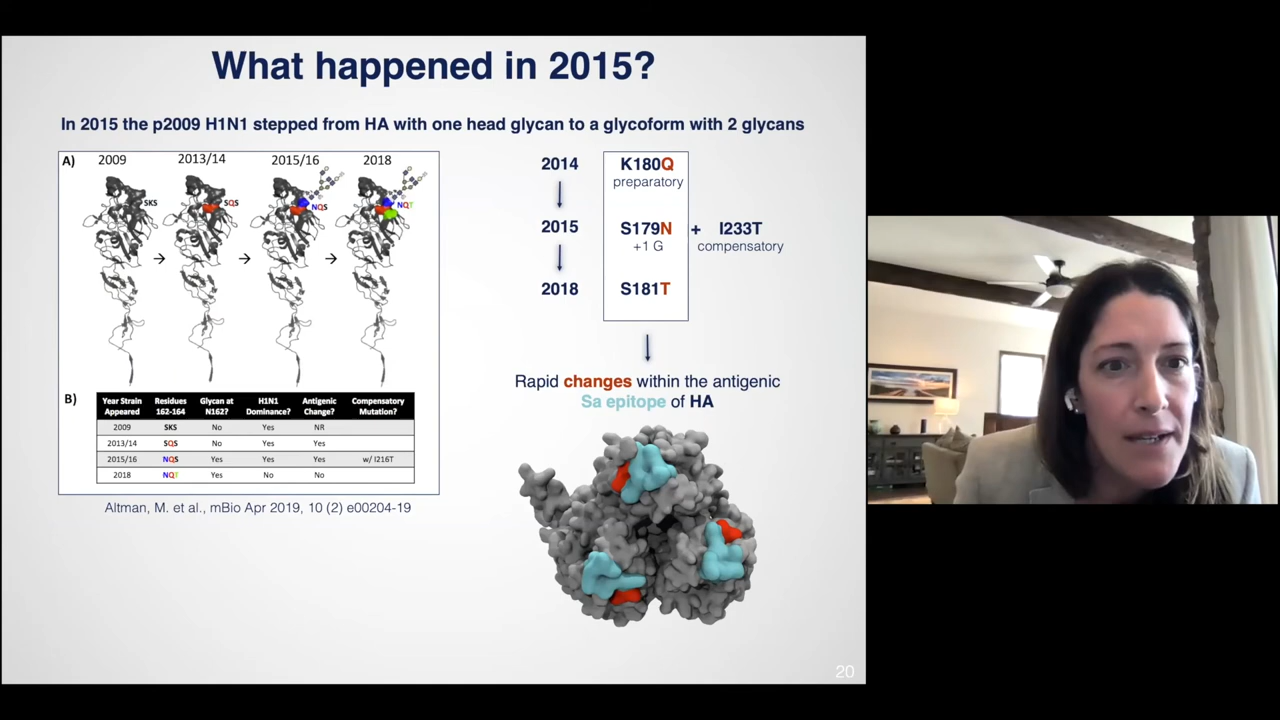 What happened in 2015?
In 2015 the p2009 H1N1 stepped from HA with one head glycan to a glycoform with 2 glycans
A) 2009 2013/14 2015/16 2018
SKS SQS NQS NQT
B)
Year Strain Appeared Residues 162-164 Glycan at N162? H1N1 Dominance? Antigenic Change? Compensatory Mutation?
2009 SKS No Yes NR
2013/14 SQS No Yes Yes
2015/16 NQS Yes Yes Yes w/ I216T
2018 NQT Yes No No
Altman, M. et al., mBio Apr 2019, 10 (2) e00204-19
2014 K180Q
preparatory
2015 S179N + I233T
+1 G compensatory
2018 S181T
Rapid changes within the antigenic
Sa epitope of HA
20